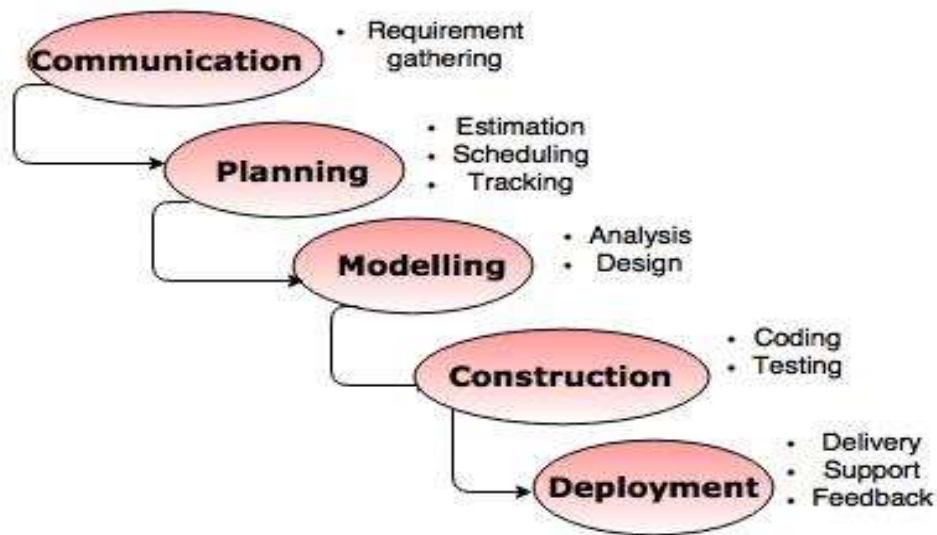 Communication
• Requirement
gathering
Planning
• Estimation
• Scheduling
• Tracking
Modelling
• Analysis
• Design
Construction
• Coding
• Testing
Deployment
• Delivery
• Support
• Feedback